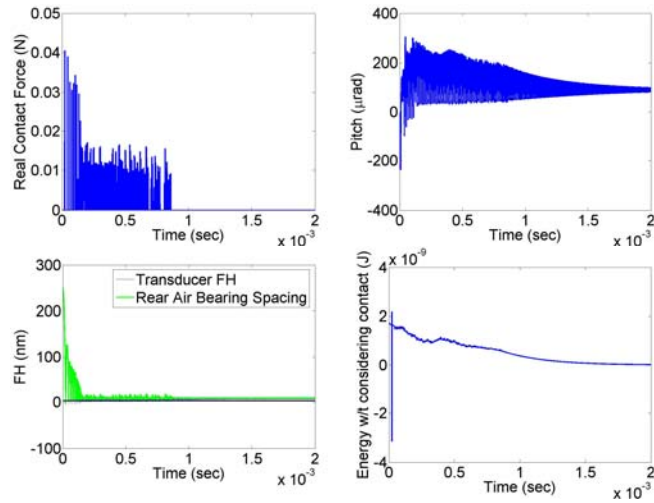 Real Contact Force (N)
0.05
0.04
0.03
0.02
0.01
0
0 0.5 1 1.5 2
Time (sec)
x 10⁻³
Pitch (μrad)
400
200
0
-200
-400
0 0.5 1 1.5 2
Time (sec)
x 10⁻³
FH (nm)
300
200
100
0
-100
Transducer FH
Rear Air Bearing Spacing
0 0.5 1 1.5 2
Time (sec)
x 10⁻³
Energy w/t considering contact (J)
x 10⁻⁹
4
2
0
-2
-4
0 0.5 1 1.5 2
Time (sec)
x 10⁻³